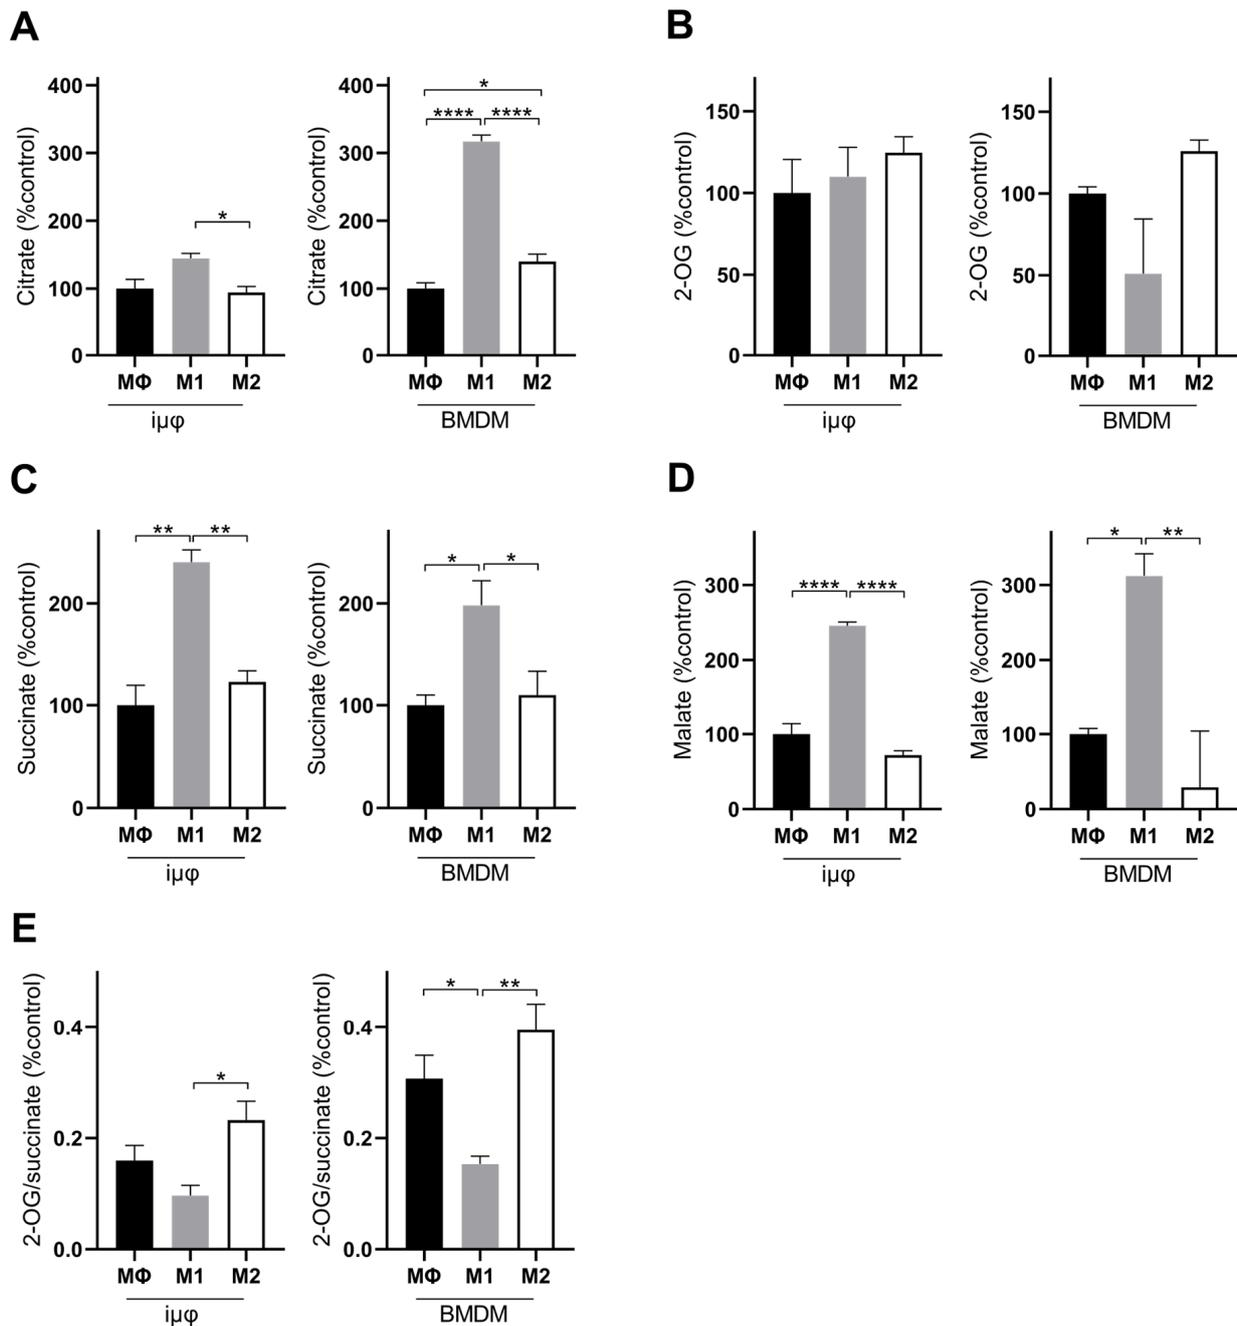 A
Citrate (%control)
400
300
200
100
0
*
MΦ M1 M2
iμφ
Citrate (%control)
400
300
200
100
0
*
**** ****
MΦ M1 M2
BMDM
B
2-OG (%control)
150
100
50
0
MΦ M1 M2
iμφ
2-OG (%control)
150
100
50
0
MΦ M1 M2
BMDM
C
Succinate (%control)
200
100
0
** **
MΦ M1 M2
iμφ
Succinate (%control)
200
100
0
* *
MΦ M1 M2
BMDM
D
Malate (%control)
300
200
100
0
**** ****
MΦ M1 M2
iμφ
Malate (%control)
300
200
100
0
* **
MΦ M1 M2
BMDM
E
2-OG/succinate (%control)
0.4
0.2
0.0
*
MΦ M1 M2
iμφ
2-OG/succinate (%control)
0.4
0.2
0.0
* **
MΦ M1 M2
BMDM